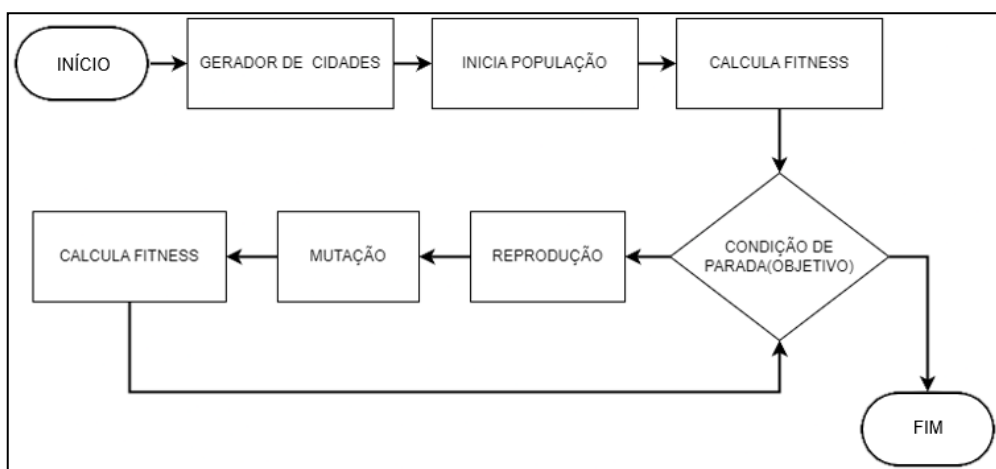 INÍCIO
GERADOR DE CIDADES
INICIA POPULAÇÃO
CALCULA FITNESS
CONDIÇÃO DE
PARADA(OBJETIVO)
REPRODUÇÃO
MUTAÇÃO
CALCULA FITNESS
FIM